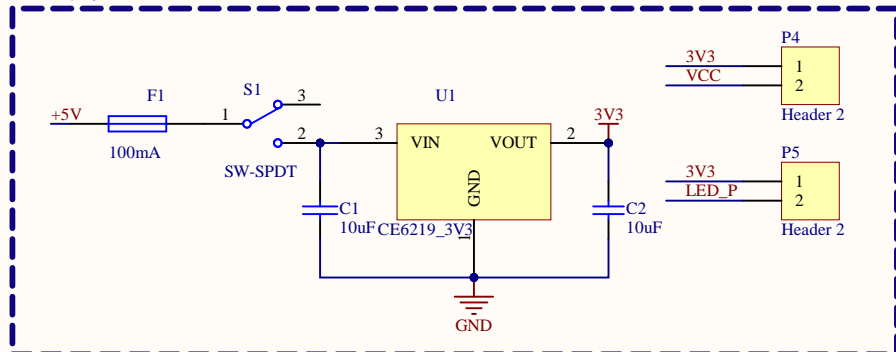 P4
3V3
1
VCC
2
Header 2
F1
S1
3
U1
+5V
1
100mA
2
SW-SPDT
3
VIN
VOUT
2
3V3
GND
1
C1
10uF
CE6219_3V3
C2
10uF
GND
P5
3V3
1
LED_P
2
Header 2